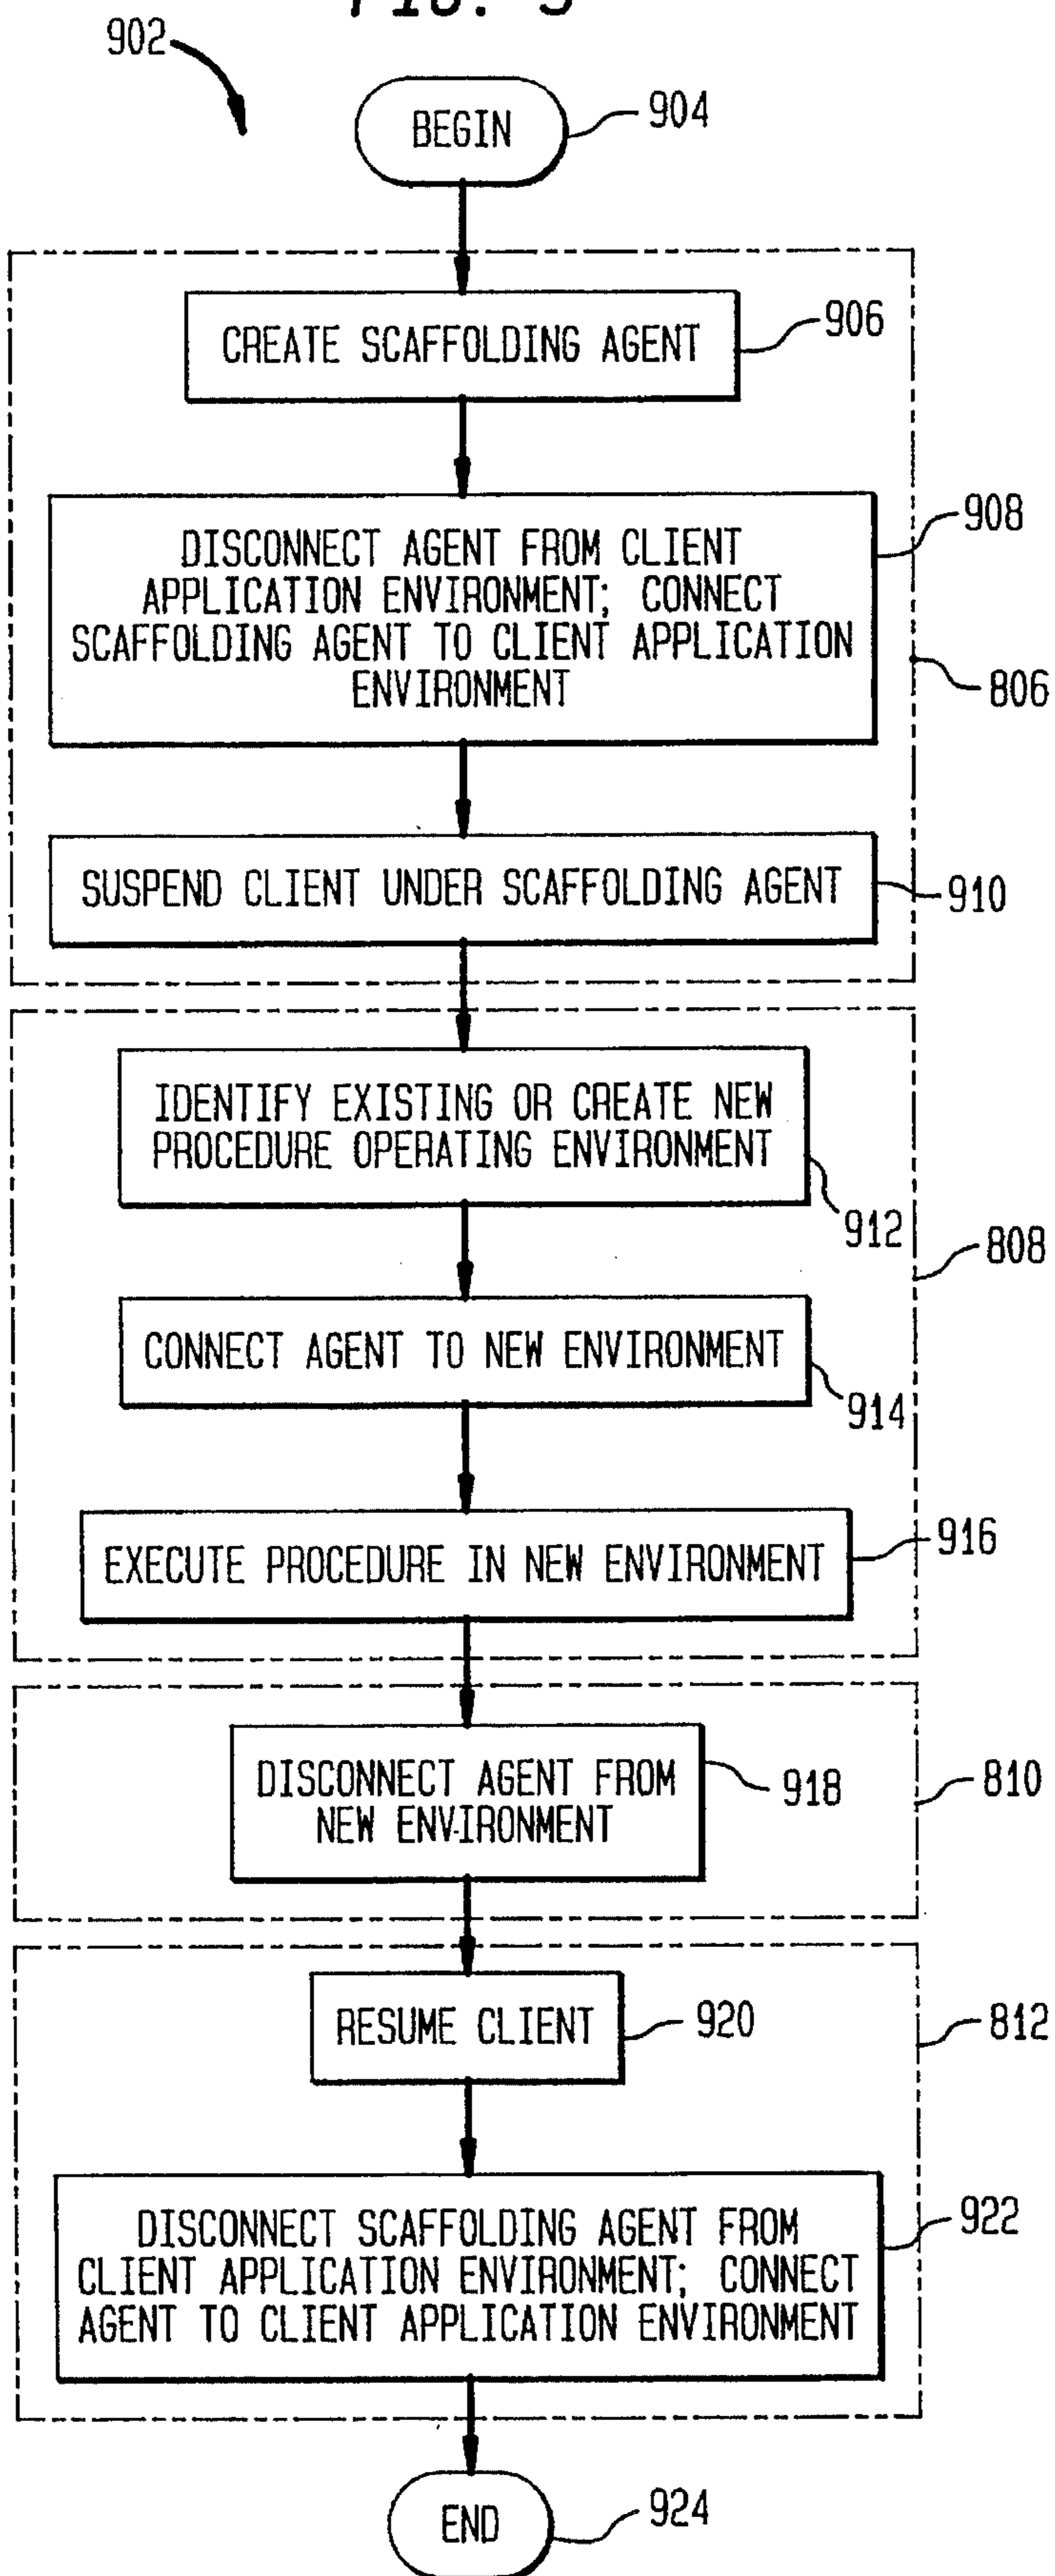 902
BEGIN
904
CREATE SCAFFOLDING AGENT
906
DISCONNECT AGENT FROM CLIENT
APPLICATION ENVIRONMENT; CONNECT
SCAFFOLDING AGENT TO CLIENT APPLICATION
ENVIRONMENT
908
806
SUSPEND CLIENT UNDER SCAFFOLDING AGENT
910
IDENTIFY EXISTING OR CREATE NEW
PROCEDURE OPERATING ENVIRONMENT
912
808
CONNECT AGENT TO NEW ENVIRONMENT
914
EXECUTE PROCEDURE IN NEW ENVIRONMENT
916
DISCONNECT AGENT FROM
NEW ENVIRONMENT
918
810
RESUME CLIENT
920
812
DISCONNECT SCAFFOLDING AGENT FROM
CLIENT APPLICATION ENVIRONMENT; CONNECT
AGENT TO CLIENT APPLICATION ENVIRONMENT
922
END
924